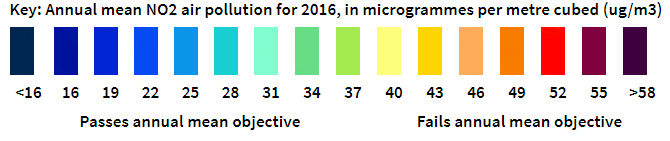 Key: Annual mean NO2 air pollution for 2016, in microgrammes per metre cubed (ug/m3)
<16 16 19 22 25 28 31 34 37 40 43 46 49 52 55 >58
Passes annual mean objective Fails annual mean objective